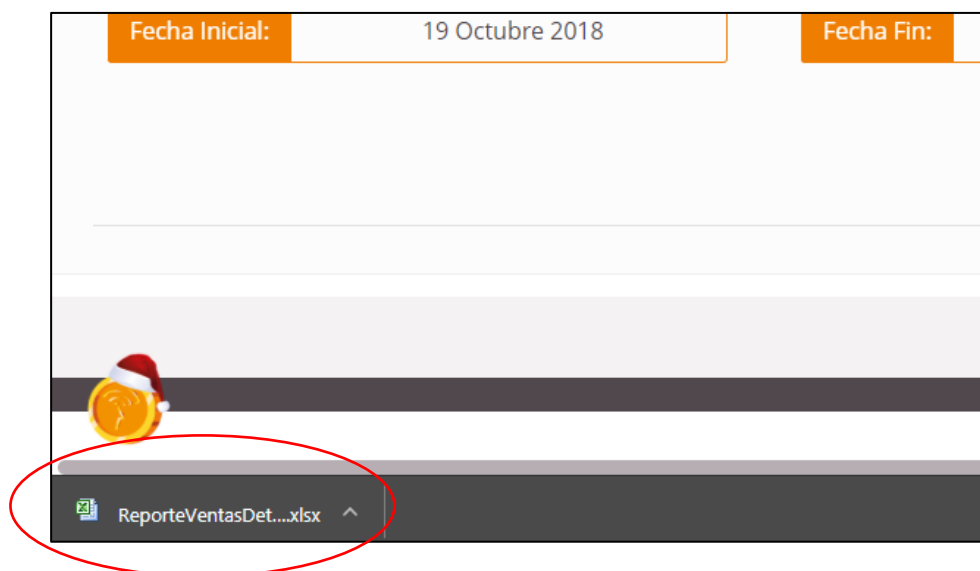 Fecha Inicial: 19 Octubre 2018 Fecha Fin:
ReporteVentasDet....xlsx